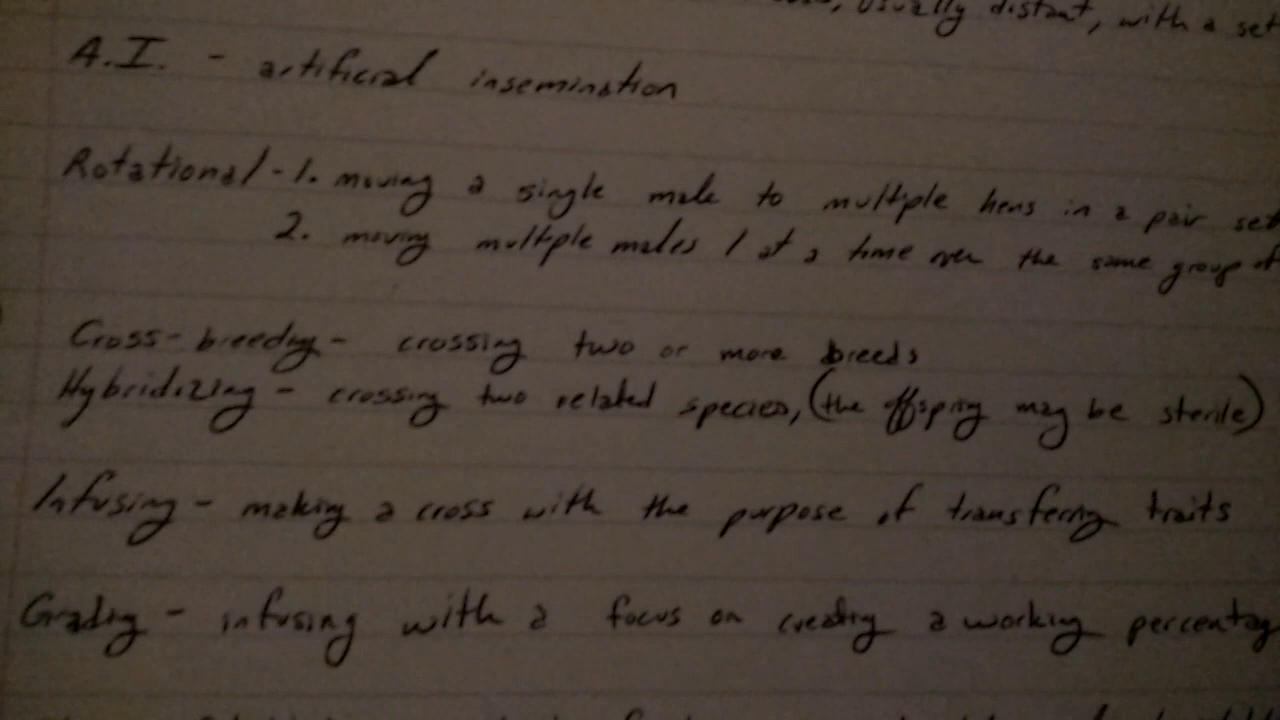 , usually distant, with a set
A.I. - artificial insemination
Rotational - 1. moving a single male to multiple hens in a pair set
2. moving multiple males 1 at a time over the same group of
Cross-breeding - crossing two or more breeds
Hybridizing - crossing two related species, (the offspring may be sterile)
Infusing - making a cross with the purpose of transferring traits
Grading - infusing with a focus on creating a working percentag